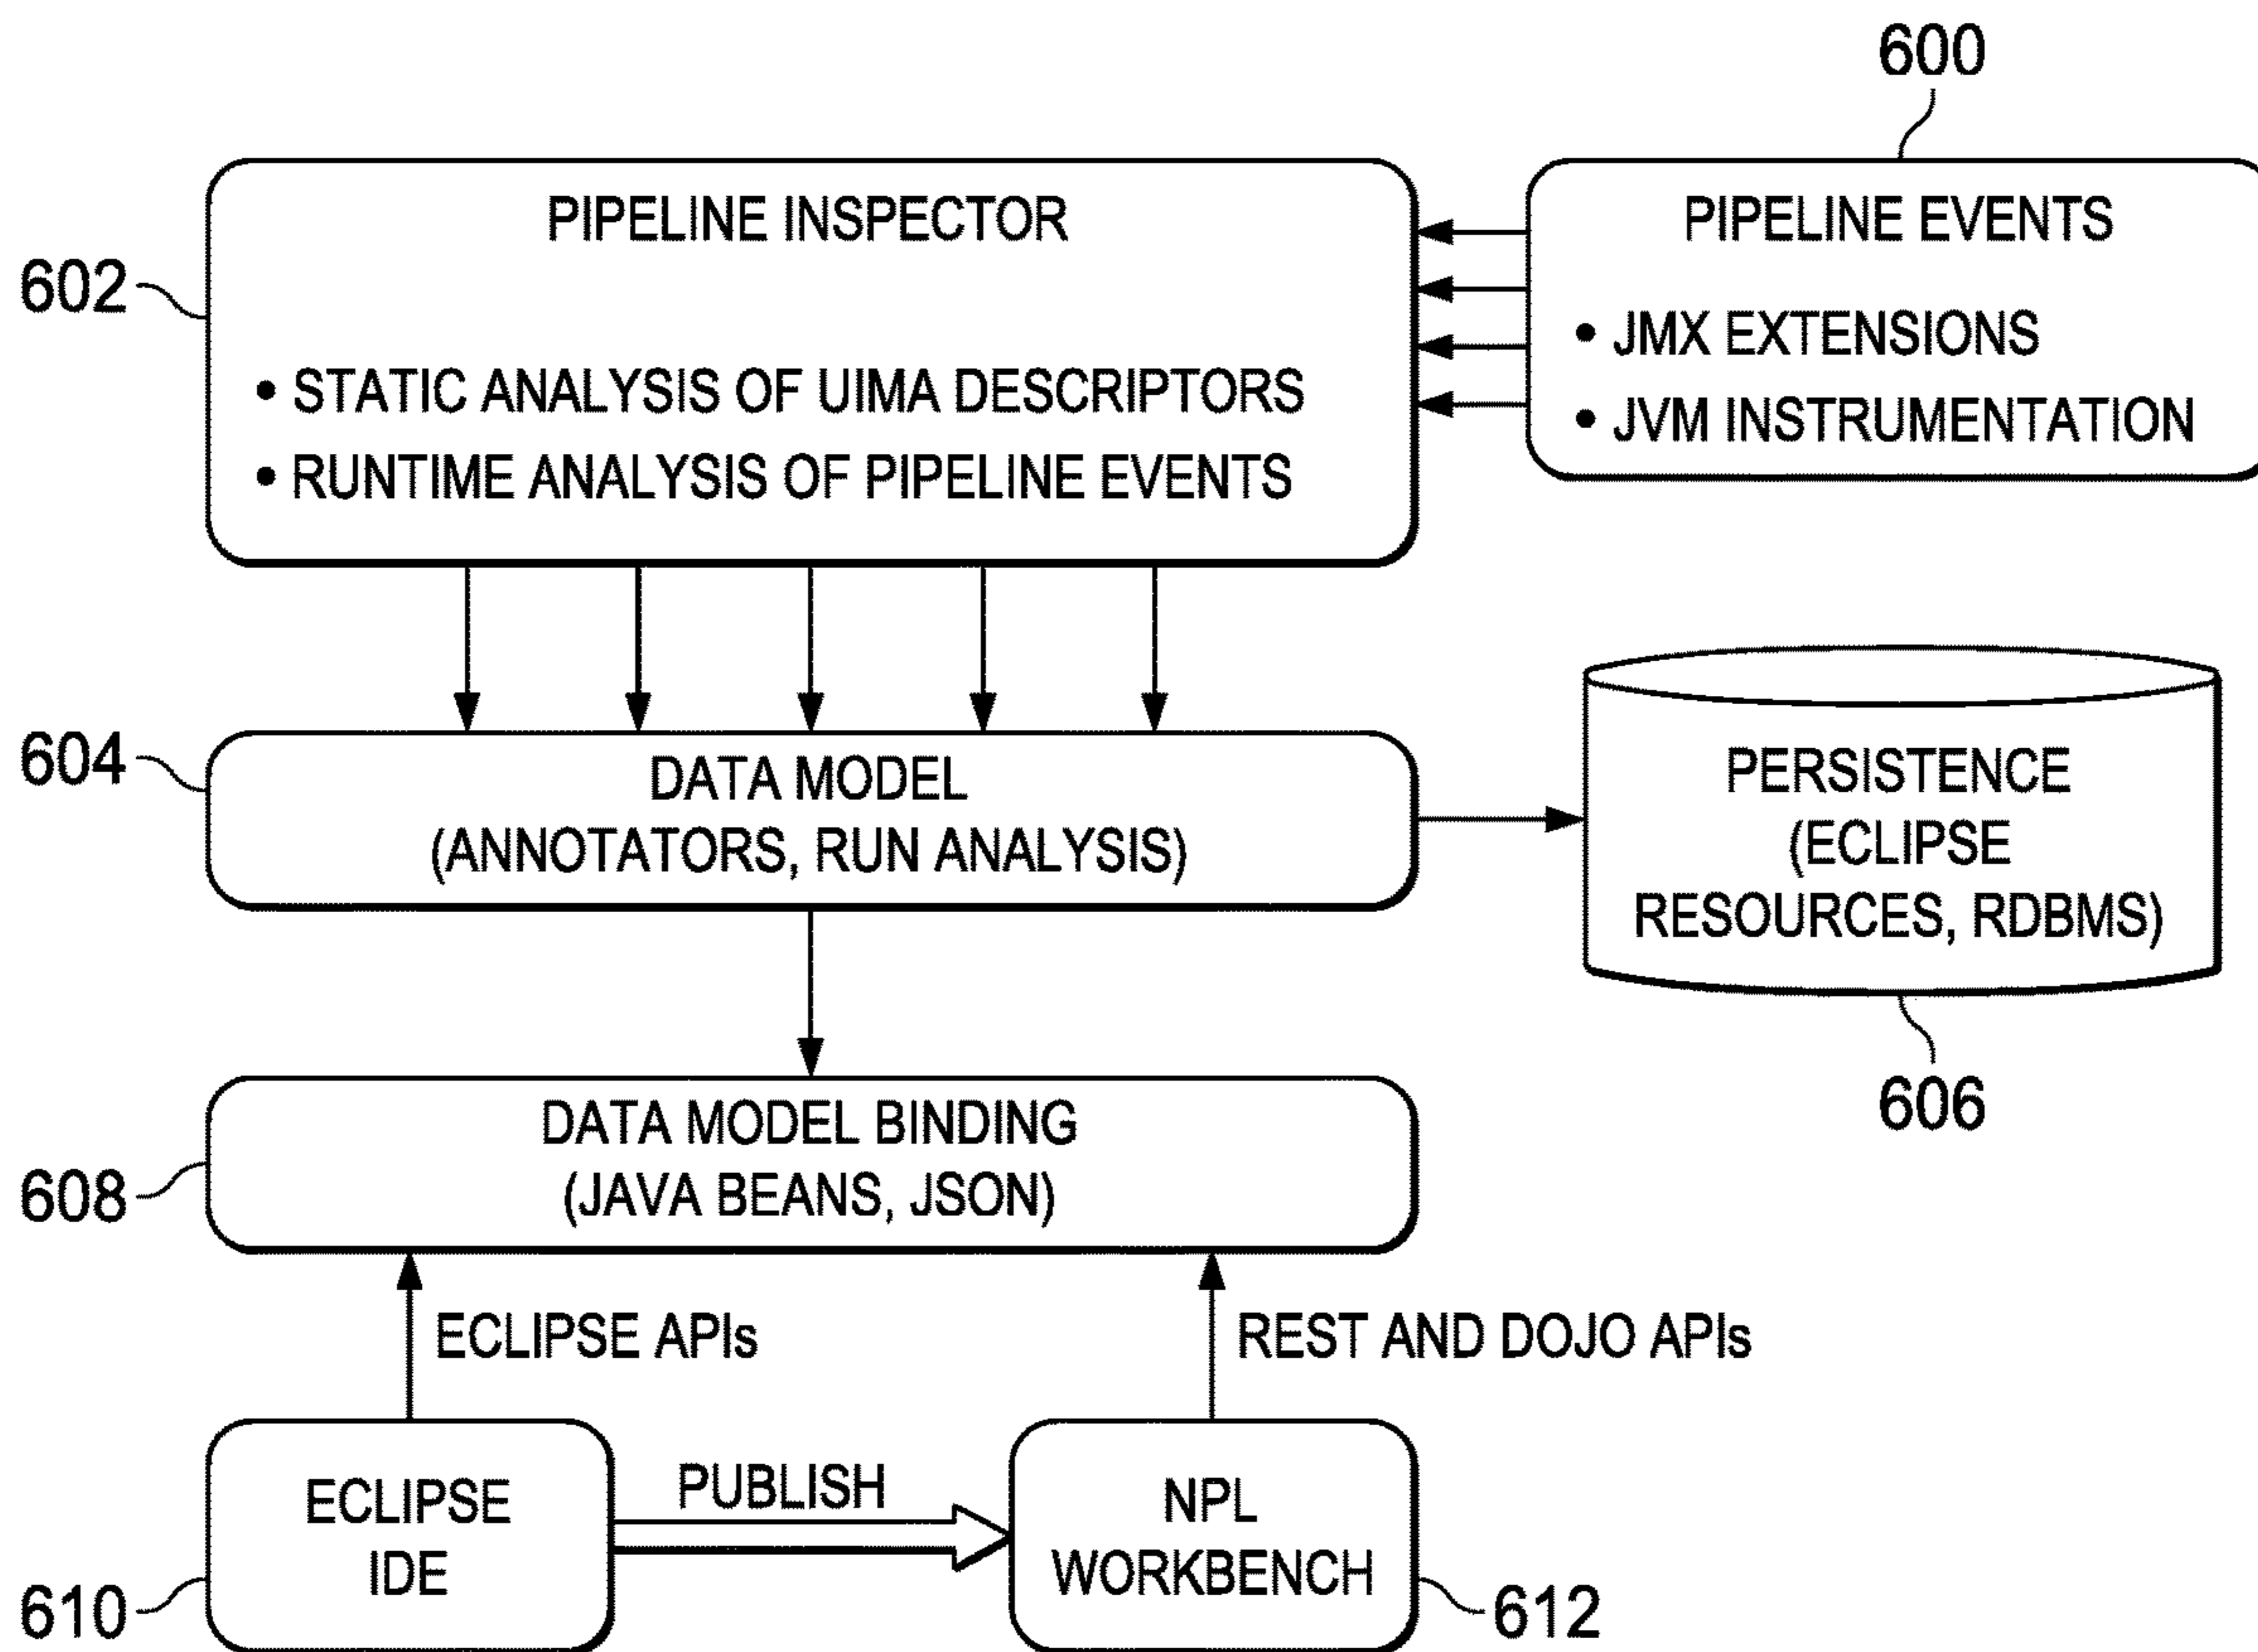 600
PIPELINE INSPECTOR
• STATIC ANALYSIS OF UIMA DESCRIPTORS
• RUNTIME ANALYSIS OF PIPELINE EVENTS
602
PIPELINE EVENTS
• JMX EXTENSIONS
• JVM INSTRUMENTATION
604
DATA MODEL
(ANNOTATORS, RUN ANALYSIS)
PERSISTENCE
(ECLIPSE
RESOURCES, RDBMS)
606
608
DATA MODEL BINDING
(JAVA BEANS, JSON)
ECLIPSE APIs
REST AND DOJO APIs
610
ECLIPSE
IDE
PUBLISH
NPL
WORKBENCH
612